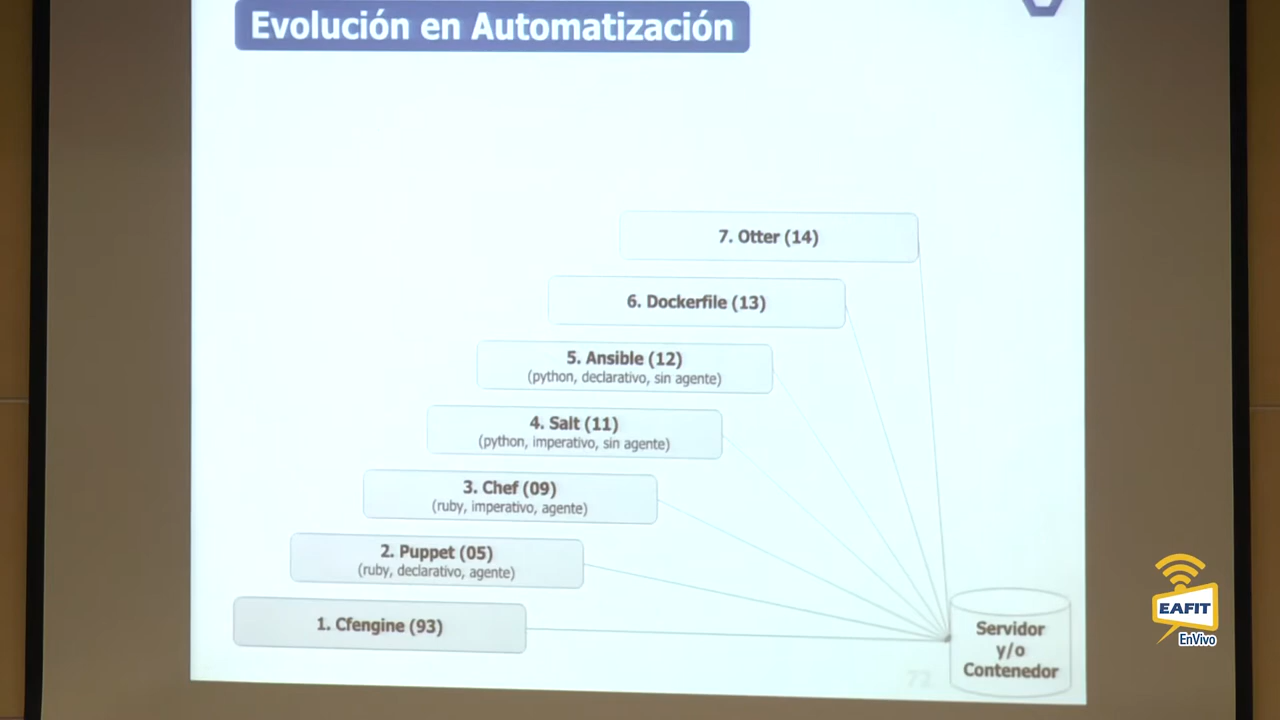 Evolución en Automatización
7. Otter (14)
6. Dockerfile (13)
5. Ansible (12)
(python, declarativo, sin agente)
4. Salt (11)
(python, imperativo, sin agente)
3. Chef (09)
(ruby, imperativo, agente)
2. Puppet (05)
(ruby, declarativo, agente)
1. Cfengine (93)
Servidor
y/o
Contenedor
72
EAFIT
EnVivo